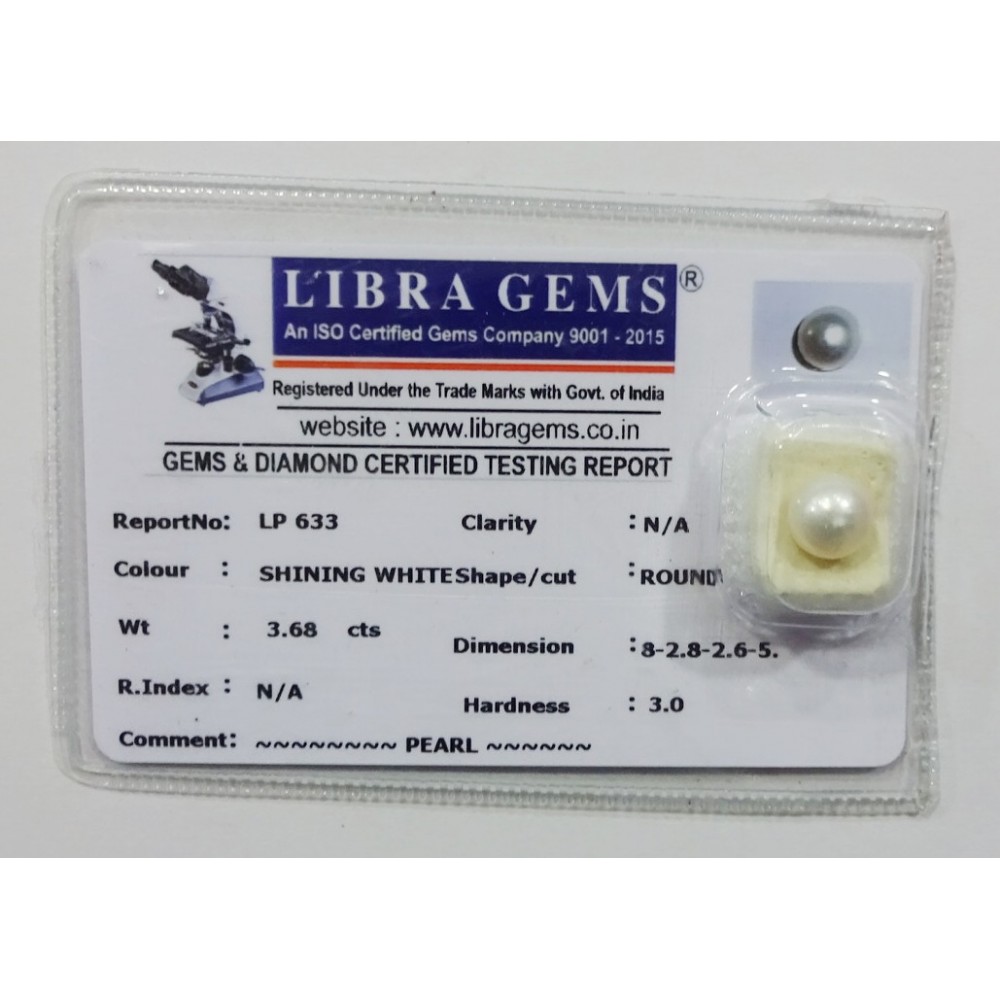 LIBRA GEMS ®
An ISO Certified Gems Company 9001 - 2015
Registered Under the Trade Marks with Govt. of India
website : www.libragems.co.in
GEMS & DIAMOND CERTIFIED TESTING REPORT
ReportNo: LP 633 Clarity : N/A
Colour : SHINING WHITE Shape/cut : ROUND
Wt : 3.68 cts Dimension : 8-2.8-2.6-5.
R.Index : N/A Hardness : 3.0
Comment: ~~~~~~~~ PEARL ~~~~~~